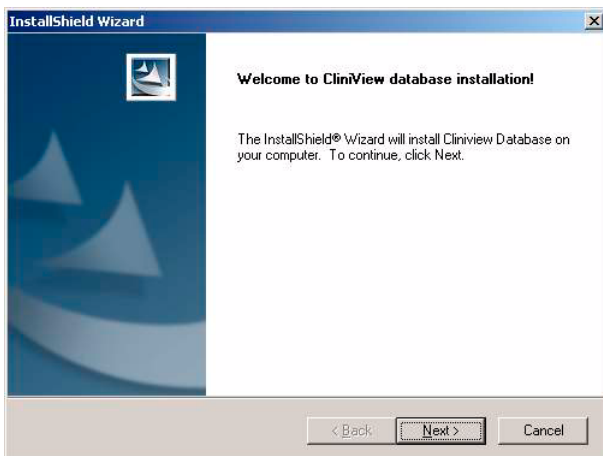 InstallShield Wizard
Welcome to CliniView database installation!
The InstallShield® Wizard will install Cliniview Database on
your computer. To continue, click Next.
< Back
Next >
Cancel